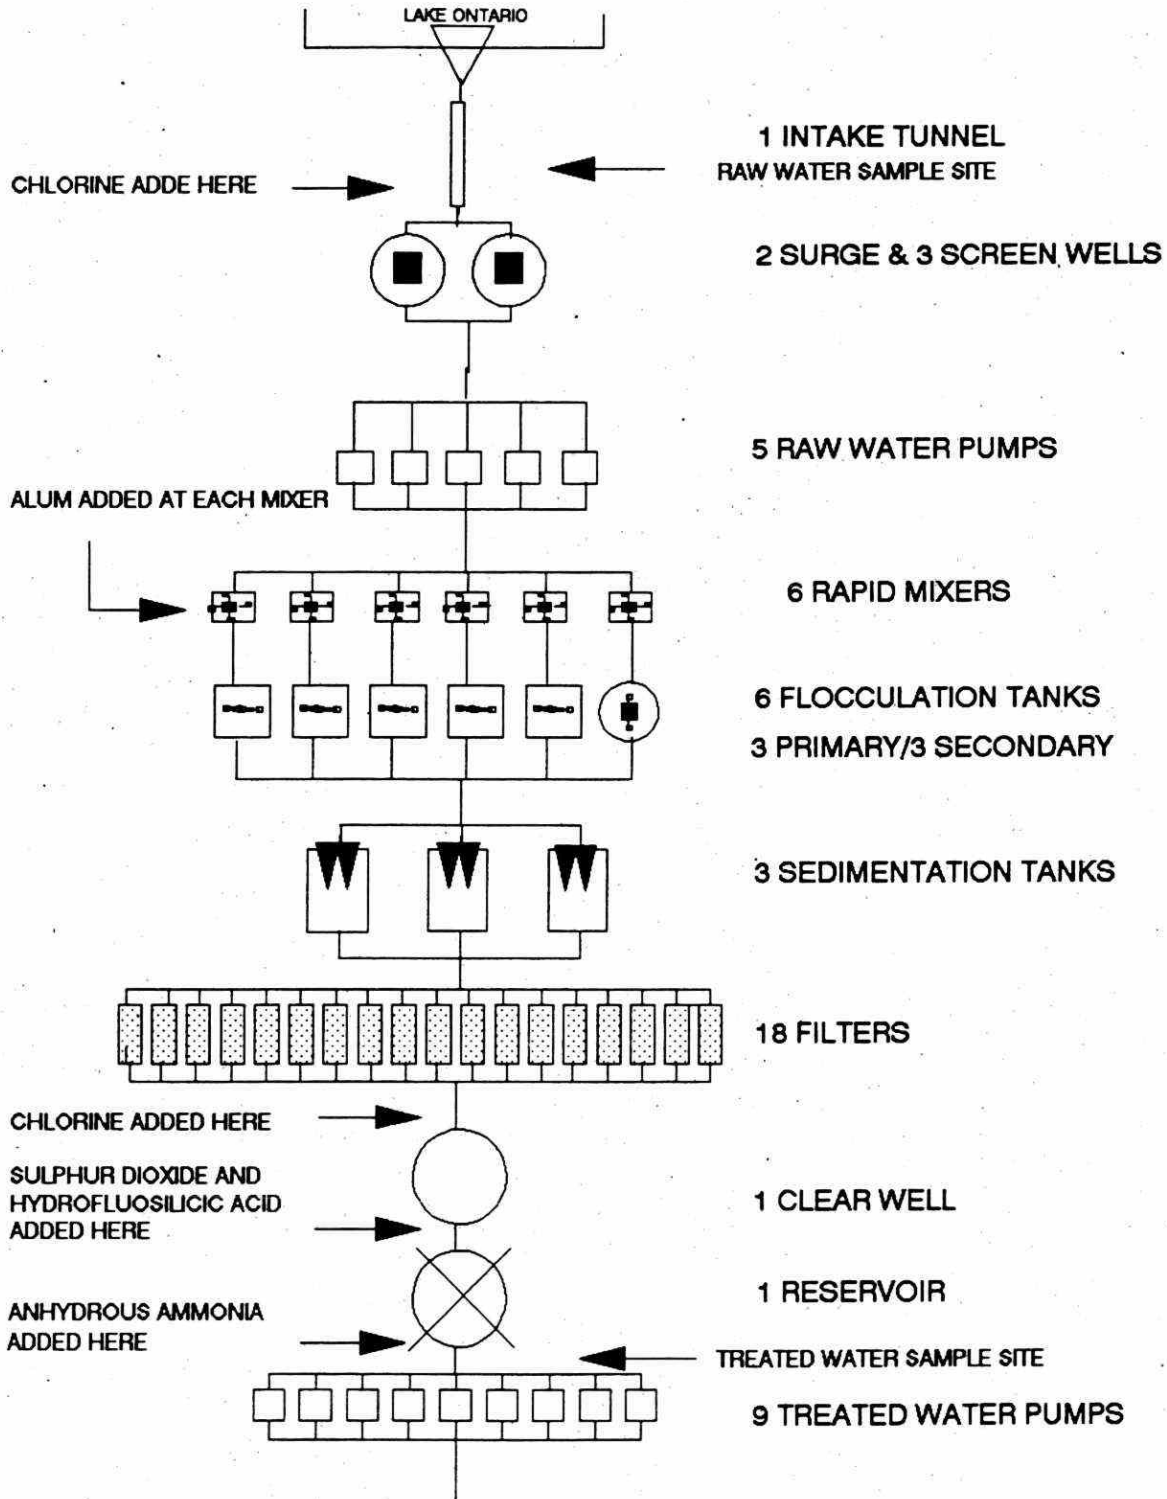 LAKE ONTARIO
1 INTAKE TUNNEL
RAW WATER SAMPLE SITE
CHLORINE ADDE HERE
2 SURGE & 3 SCREEN WELLS
5 RAW WATER PUMPS
ALUM ADDED AT EACH MIXER
6 RAPID MIXERS
6 FLOCCULATION TANKS
3 PRIMARY/3 SECONDARY
3 SEDIMENTATION TANKS
18 FILTERS
CHLORINE ADDED HERE
SULPHUR DIOXIDE AND
HYDROFLUOSILICIC ACID
ADDED HERE
1 CLEAR WELL
1 RESERVOIR
ANHYDROUS AMMONIA
ADDED HERE
TREATED WATER SAMPLE SITE
9 TREATED WATER PUMPS